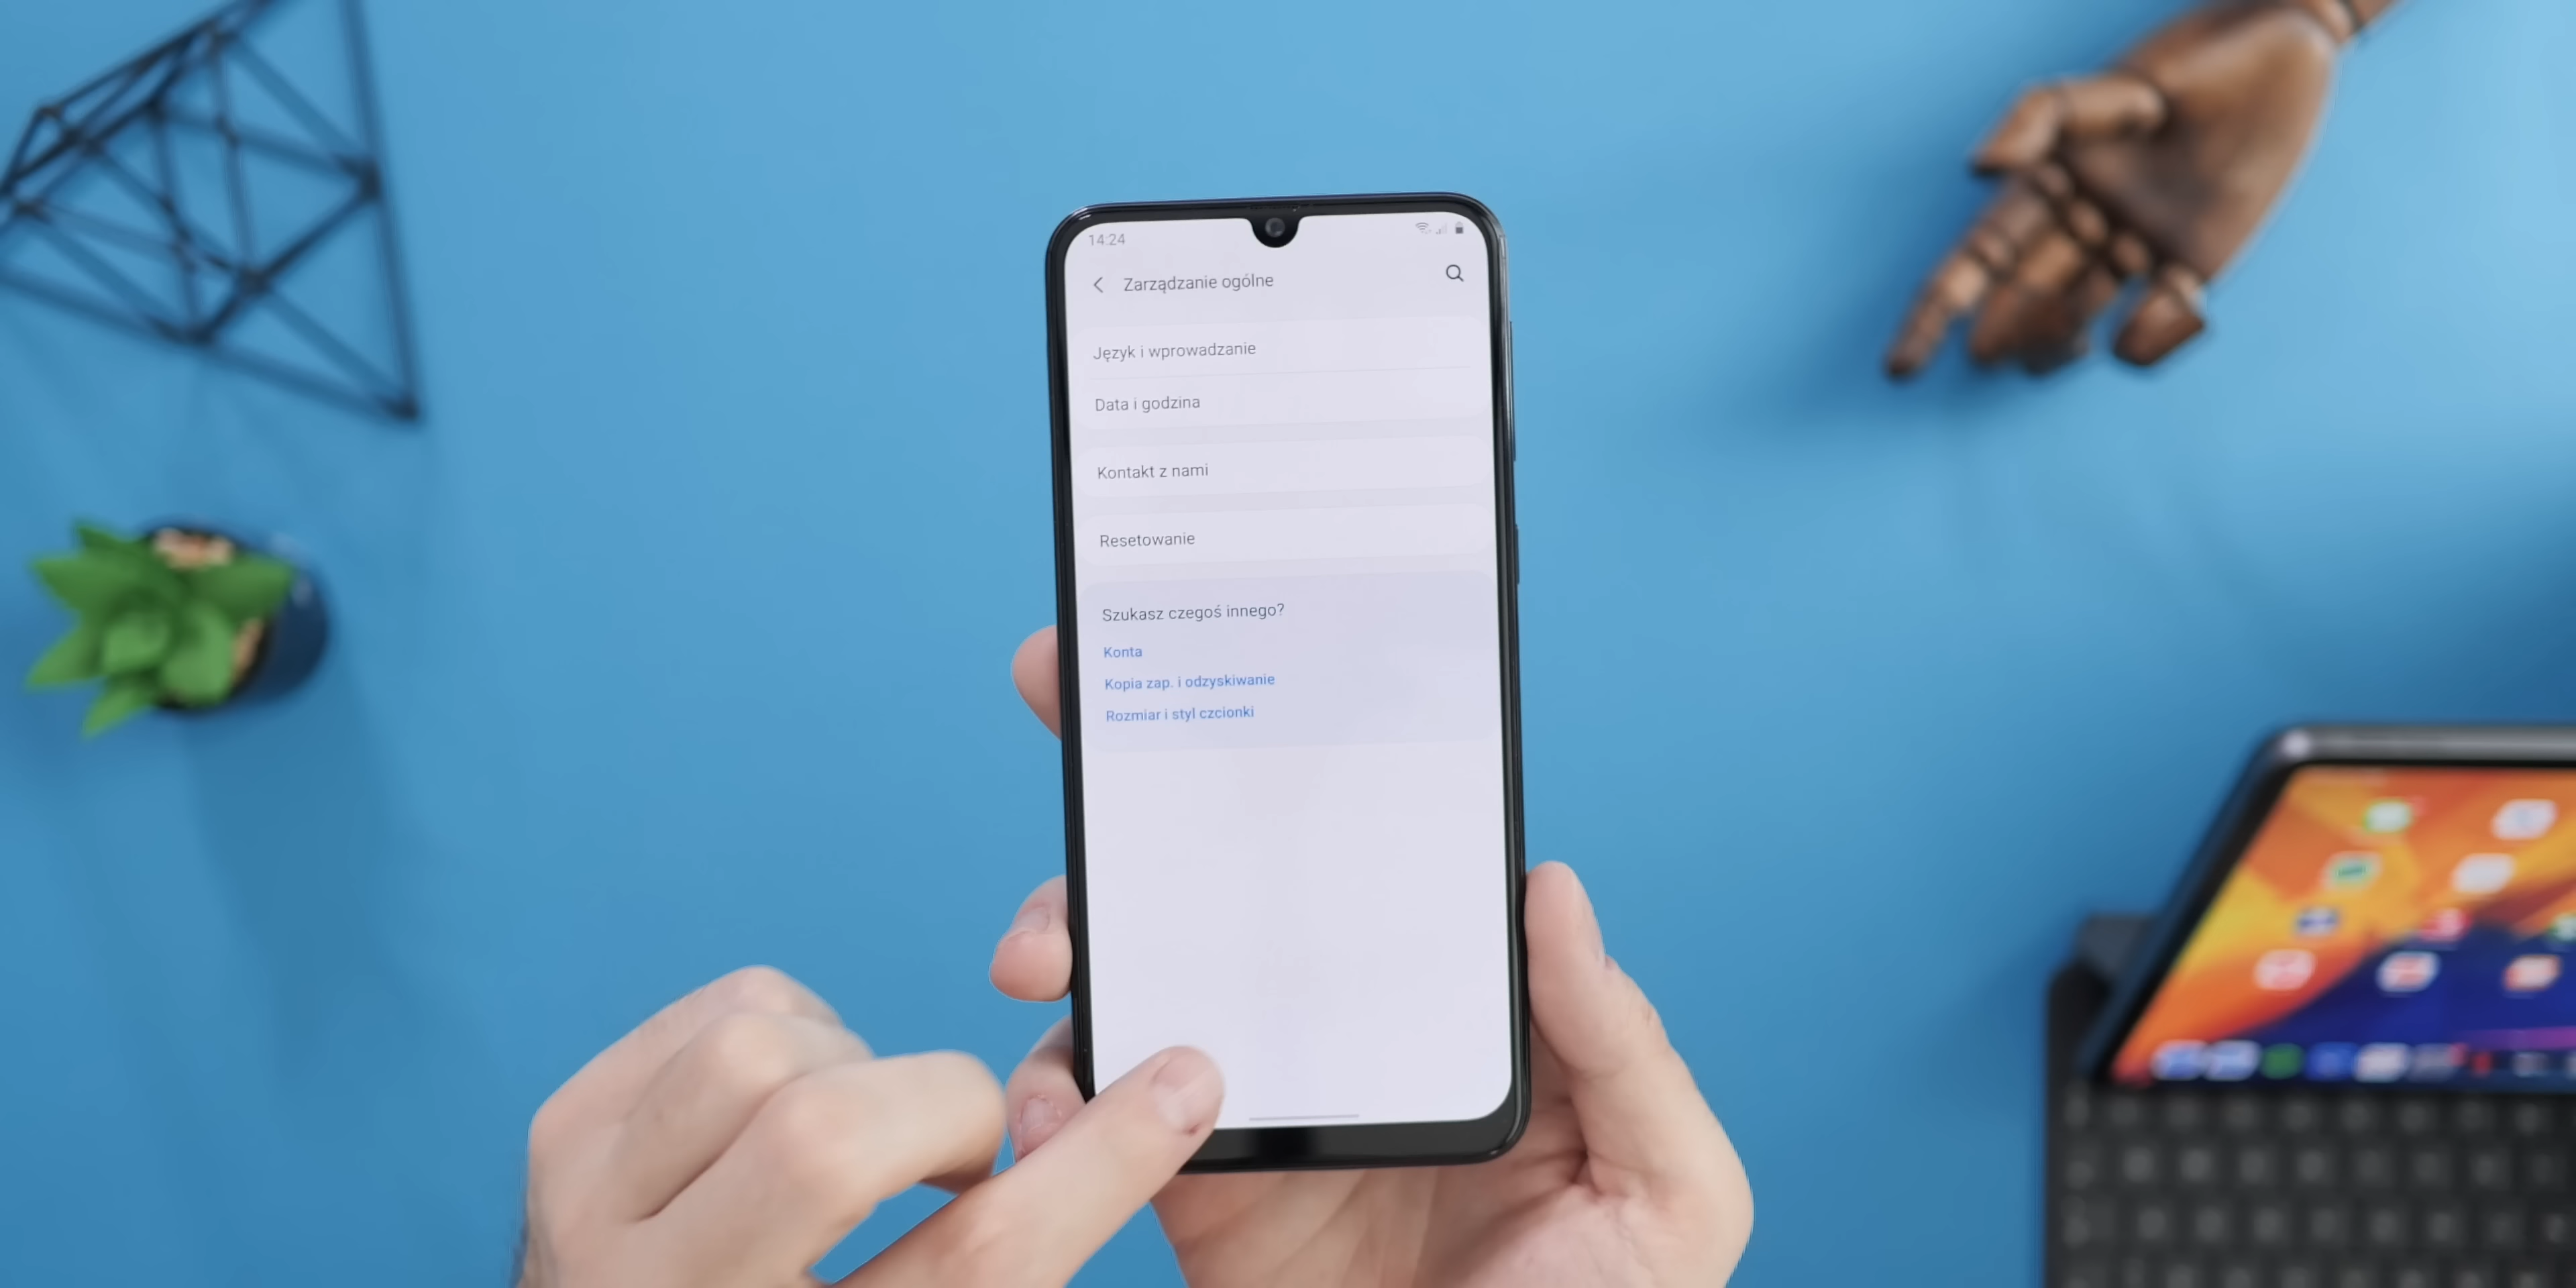 14:24
Zarządzanie ogólne
Język i wprowadzanie
Data i godzina
Kontakt z nami
Resetowanie
Szukasz czegoś innego?
Konta
Kopia zap. i odzyskiwanie
Rozmiar i styl czcionki